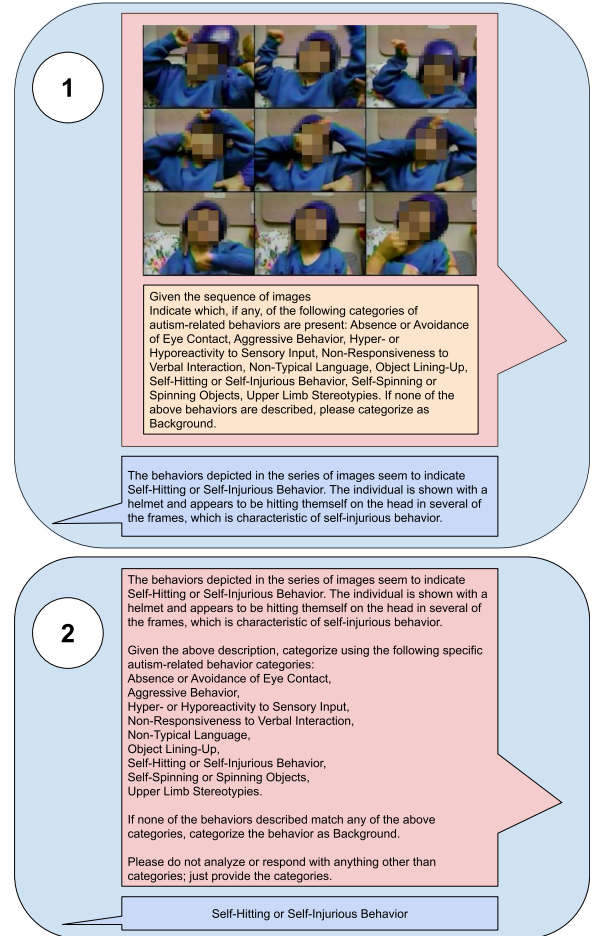 1
Given the sequence of images
Indicate which, if any, of the following categories of
autism-related behaviors are present: Absence or Avoidance
of Eye Contact, Aggressive Behavior, Hyper- or
Hyporeactivity to Sensory Input, Non-Responsiveness to
Verbal Interaction, Non-Typical Language, Object Lining-Up,
Self-Hitting or Self-Injurious Behavior, Self-Spinning or
Spinning Objects, Upper Limb Stereotypies. If none of the
above behaviors are described, please categorize as
Background.
The behaviors depicted in the series of images seem to indicate
Self-Hitting or Self-Injurious Behavior. The individual is shown with a
helmet and appears to be hitting themself on the head in several of
the frames, which is characteristic of self-injurious behavior.
2
The behaviors depicted in the series of images seem to indicate
Self-Hitting or Self-Injurious Behavior. The individual is shown with a
helmet and appears to be hitting themself on the head in several of
the frames, which is characteristic of self-injurious behavior.
Given the above description, categorize using the following specific
autism-related behavior categories:
Absence or Avoidance of Eye Contact,
Aggressive Behavior,
Hyper- or Hyporeactivity to Sensory Input,
Non-Responsiveness to Verbal Interaction,
Non-Typical Language,
Object Lining-Up,
Self-Hitting or Self-Injurious Behavior,
Self-Spinning or Spinning Objects,
Upper Limb Stereotypies.
If none of the behaviors described match any of the above
categories, categorize the behavior as Background.
Please do not analyze or respond with anything other than
categories; just provide the categories.
Self-Hitting or Self-Injurious Behavior